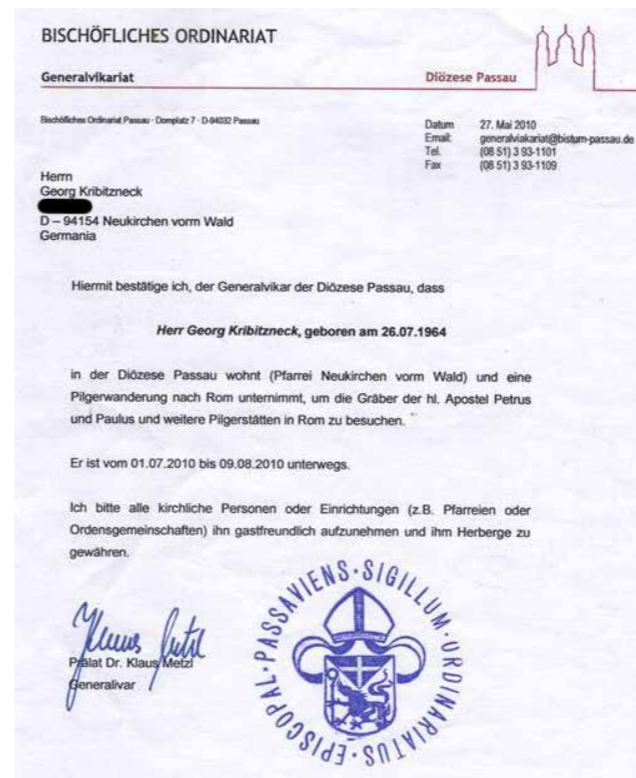 BISCHÖFLICHES ORDINARIAT
Generalvikariat
Diözese Passau
Bischöfliches Ordinariat Passau - Domplatz 7 - D-94032 Passau
Datum 27. Mai 2010
Email: generalviakariat@bistum-passau.de
Tel. (08 51) 3 93-1101
Fax (08 51) 3 93-1109
Herrn
Georg Kribitzneck
D – 94154 Neukirchen vorm Wald
Germania
Hiermit bestätige ich, der Generalvikar der Diözese Passau, dass
Herr Georg Kribitzneck, geboren am 26.07.1964
in der Diözese Passau wohnt (Pfarrei Neukirchen vorm Wald) und eine
Pilgerwanderung nach Rom unternimmt, um die Gräber der hl. Apostel Petrus
und Paulus und weitere Pilgerstätten in Rom zu besuchen.
Er ist vom 01.07.2010 bis 09.08.2010 unterwegs.
Ich bitte alle kirchliche Personen oder Einrichtungen (z.B. Pfarreien oder
Ordensgemeinschaften) ihn gastfreundlich aufzunehmen und ihm Herberge zu
gewähren.
Prälat Dr. Klaus Metzl
Generalivar
SIGILLUM · ORDINARIATUS · EPISCOPAL · PASSAVIENS ·